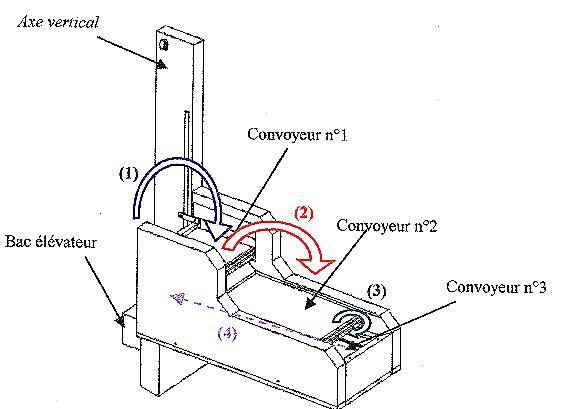 Axe vertical
Convoyeur n°1
(1)
(2)
Convoyeur n°2
Bac élévateur
(3)
Convoyeur n°3
(4)